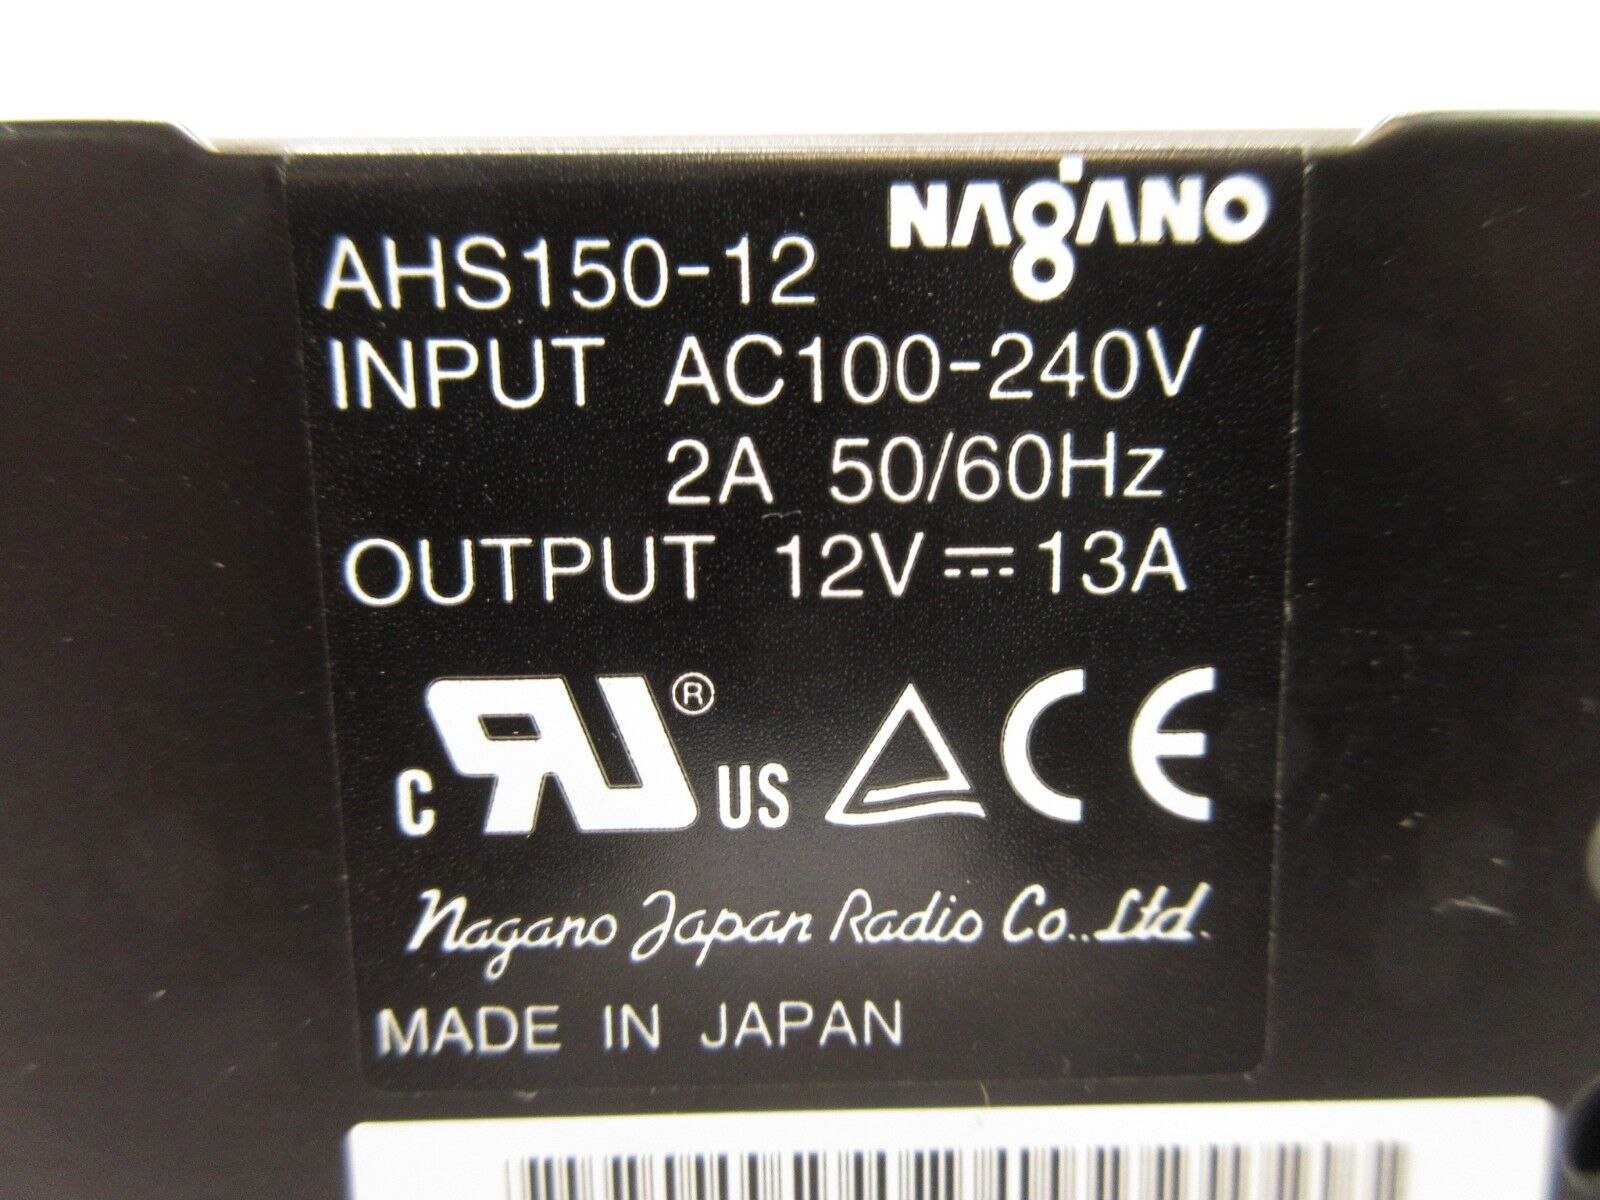 NAGANO
AHS150-12
INPUT AC100-240V
2A 50/60Hz
OUTPUT 12V⎓13A
c RU® US CE
Nagano Japan Radio Co., Ltd.
MADE IN JAPAN